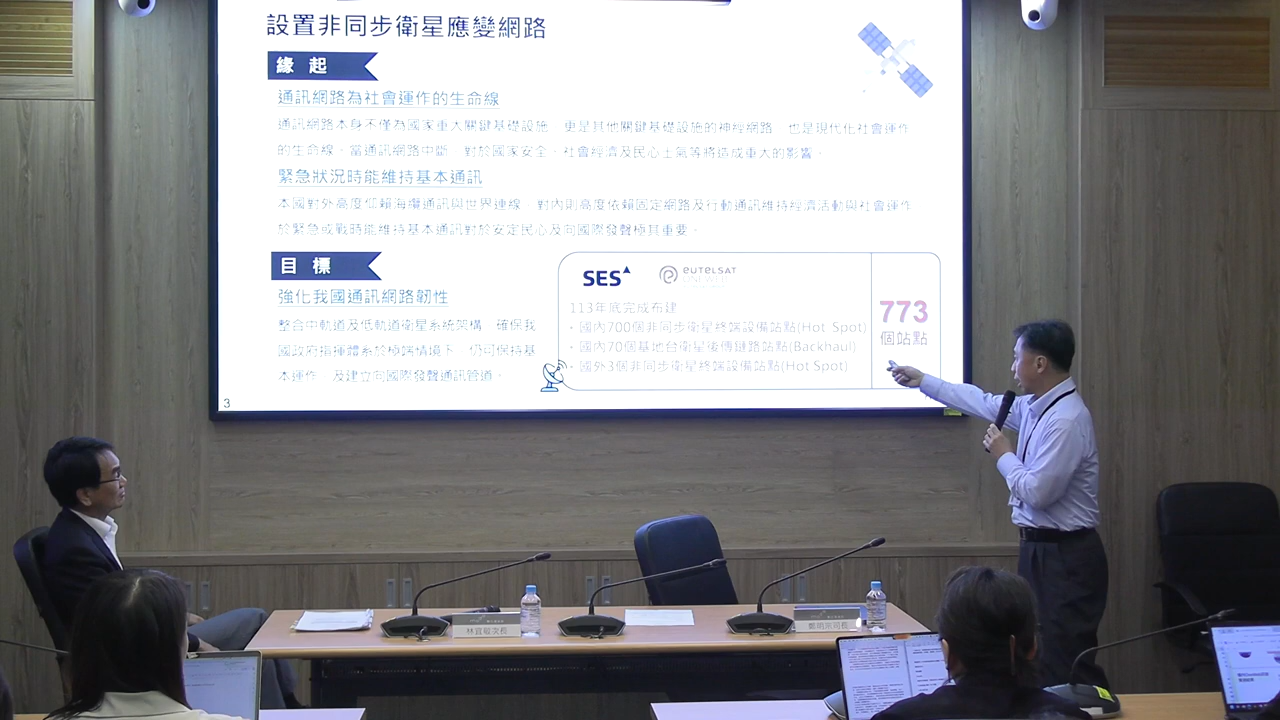 設置非同步衛星應變網路
緣起
通訊網路為社會運作的生命線
通訊網路本身不僅為國家重大關鍵基礎設施，更是其他關鍵基礎設施的神經網路，也是現代化社會運作
的生命線。當通訊網路中斷，對於國家安全、社會經濟及民心士氣等將造成重大的影響。
緊急狀況時能維持基本通訊
本國對外高度仰賴海纜通訊與世界連線，對內則高度依賴固定網路及行動通訊維持經濟活動與社會運作
於緊急或戰時能維持基本通訊對於安定民心及向國際發聲極其重要。
目標
強化我國通訊網路韌性
整合中軌道及低軌道衛星系統架構，確保我
國政府指揮體系於極端情境下，仍可保持基
本運作，及建立向國際發聲通訊管道。
SES
eutelsat
ONEWEB
113年底完成布建
• 國內700個非同步衛星終端設備站點(Hot Spot)
• 國內70個基地台衛星後傳鏈路站點(Backhaul)
• 國外3個非同步衛星終端設備站點(Hot Spot)
773
個站點
3
林宜敬次長
鄭明宗司長